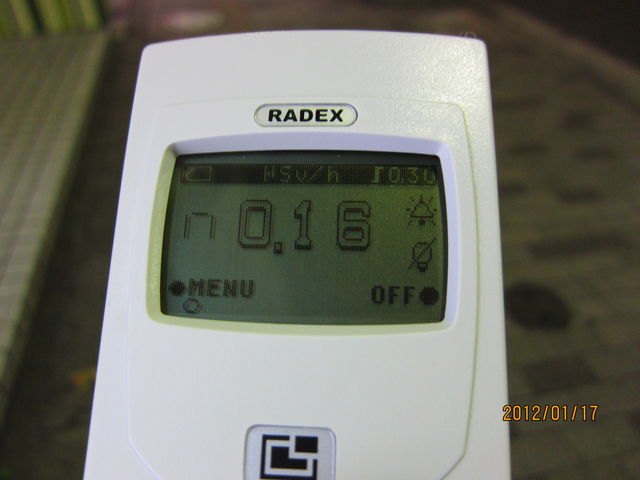 RADEX
µSv/h 0.30
0.16
MENU OFF
2012/01/17